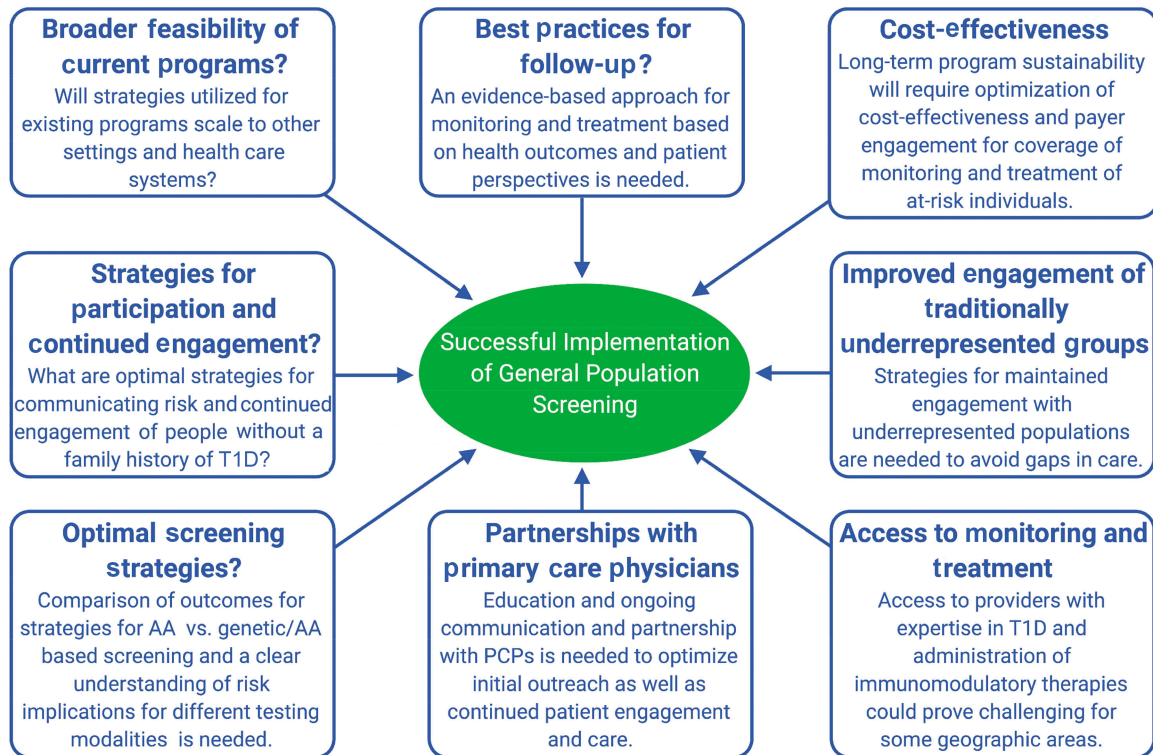 Broader feasibility of
current programs?
Will strategies utilized for
existing programs scale to other
settings and health care
systems?
Best practices for
follow-up?
An evidence-based approach for
monitoring and treatment based
on health outcomes and patient
perspectives is needed.
Cost-effectiveness
Long-term program sustainability
will require optimization of
cost-effectiveness and payer
engagement for coverage of
monitoring and treatment of
at-risk individuals.
Strategies for
participation and
continued engagement?
What are optimal strategies for
communicating risk and continued
engagement of people without a
family history of T1D?
Successful Implementation
of General Population
Screening
Improved engagement of
traditionally
underrepresented groups
Strategies for maintained
engagement with
underrepresented populations
are needed to avoid gaps in care.
Optimal screening
strategies?
Comparison of outcomes for
strategies for AA vs. genetic/AA
based screening and a clear
understanding of risk
implications for different testing
modalities is needed.
Partnerships with
primary care physicians
Education and ongoing
communication and partnership
with PCPs is needed to optimize
initial outreach as well as
continued patient engagement
and care.
Access to monitoring and
treatment
Access to providers with
expertise in T1D and
administration of
immunomodulatory therapies
could prove challenging for
some geographic areas.